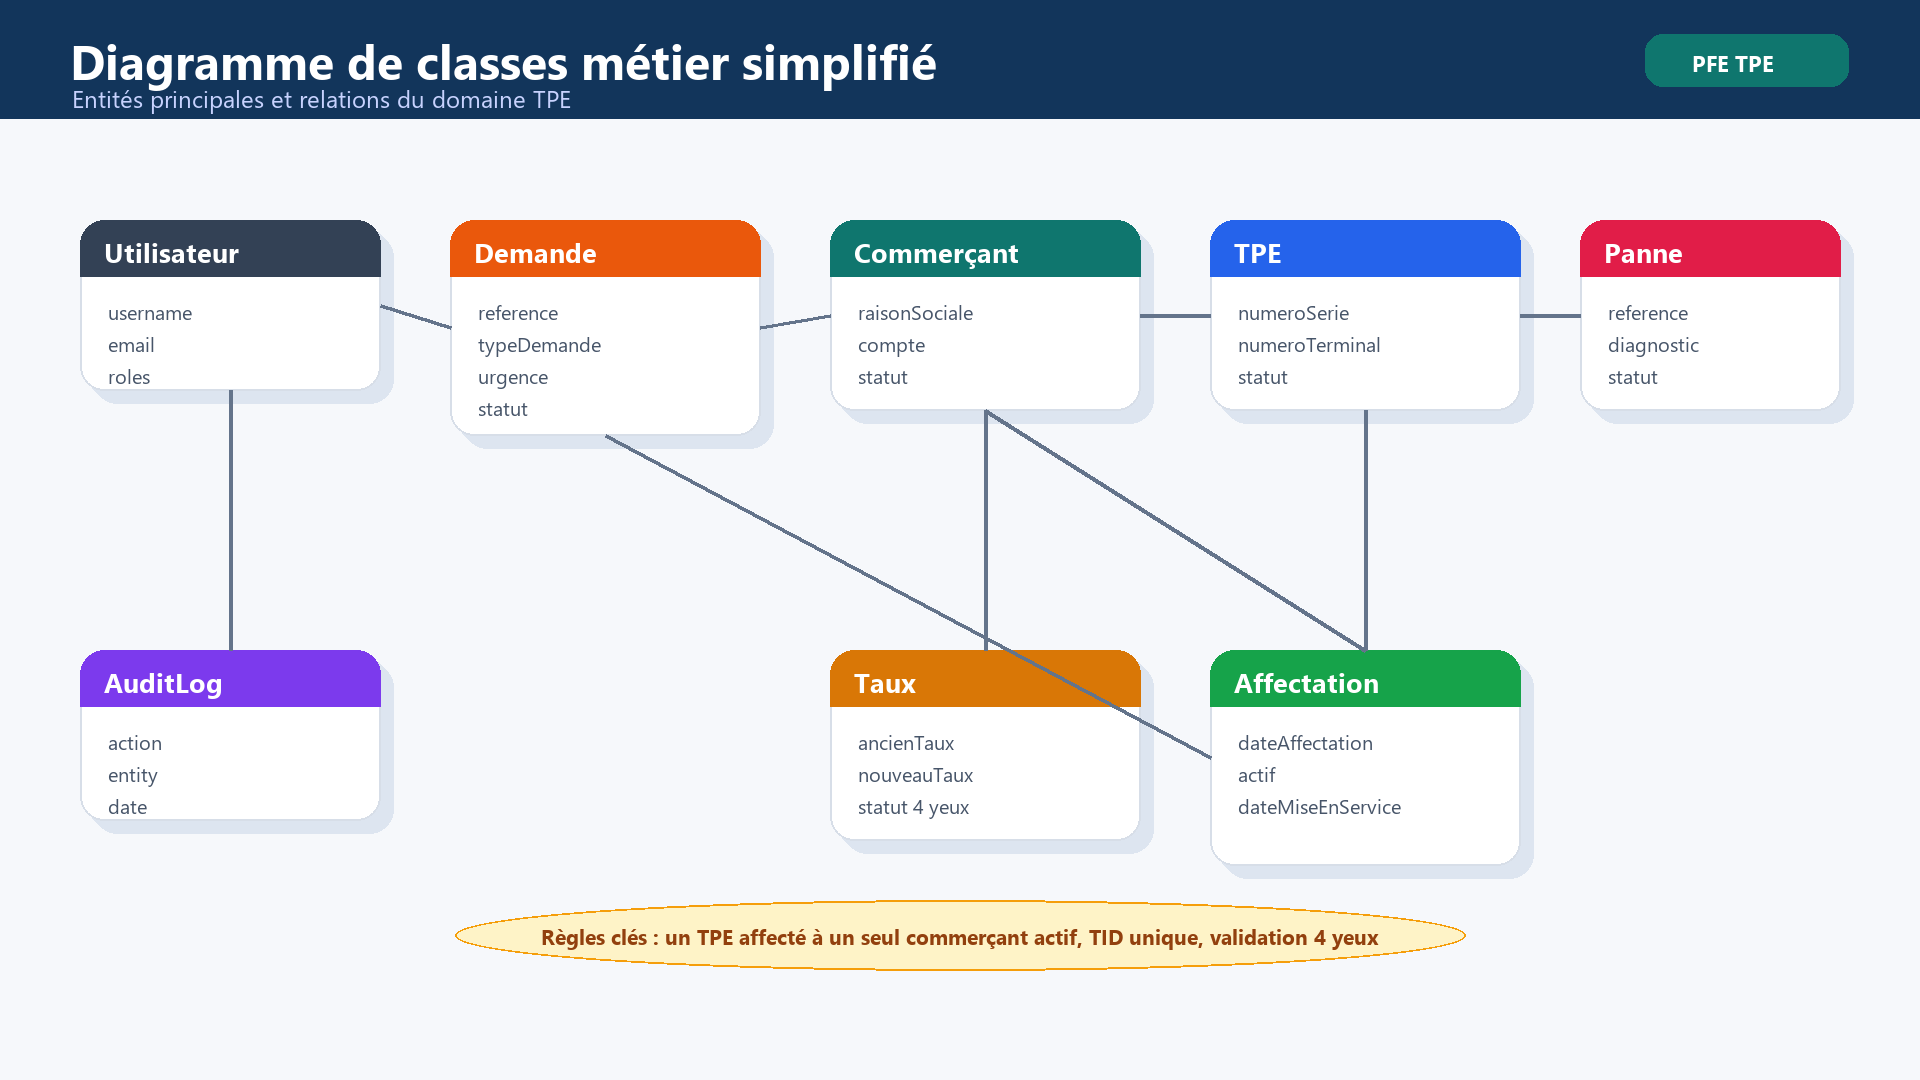 Diagramme de classes métier simplifié
Entités principales et relations du domaine TPE
PFE TPE
Utilisateur
username
email
roles
Demande
reference
typeDemande
urgence
statut
Commerçant
raisonSociale
compte
statut
TPE
numeroSerie
numeroTerminal
statut
Panne
reference
diagnostic
statut
AuditLog
action
entity
date
Taux
ancienTaux
nouveauTaux
statut 4 yeux
Affectation
dateAffectation
actif
dateMiseEnService
Règles clés : un TPE affecté à un seul commerçant actif, TID unique, validation 4 yeux